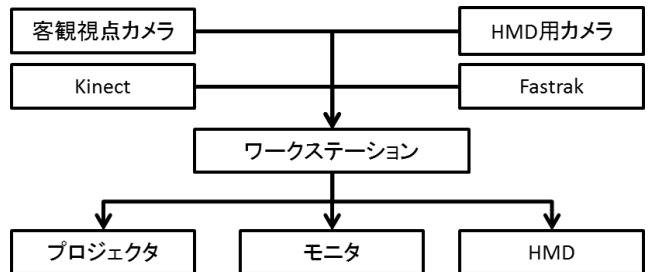 客観視点カメラ
HMD用カメラ
Kinect
Fastrak
ワークステーション
プロジェクタ
モニタ
HMD